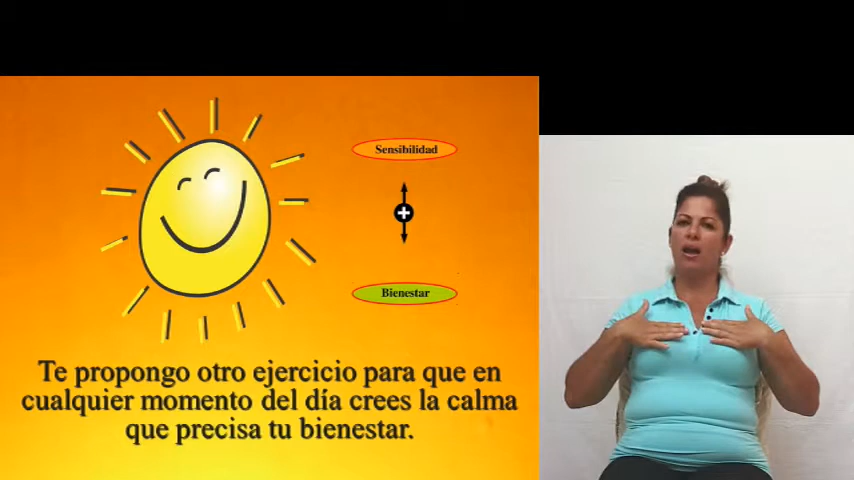 Sensibilidad
Bienestar
Te propongo otro ejercicio para que en
cualquier momento del día crees la calma
que precisa tu bienestar.